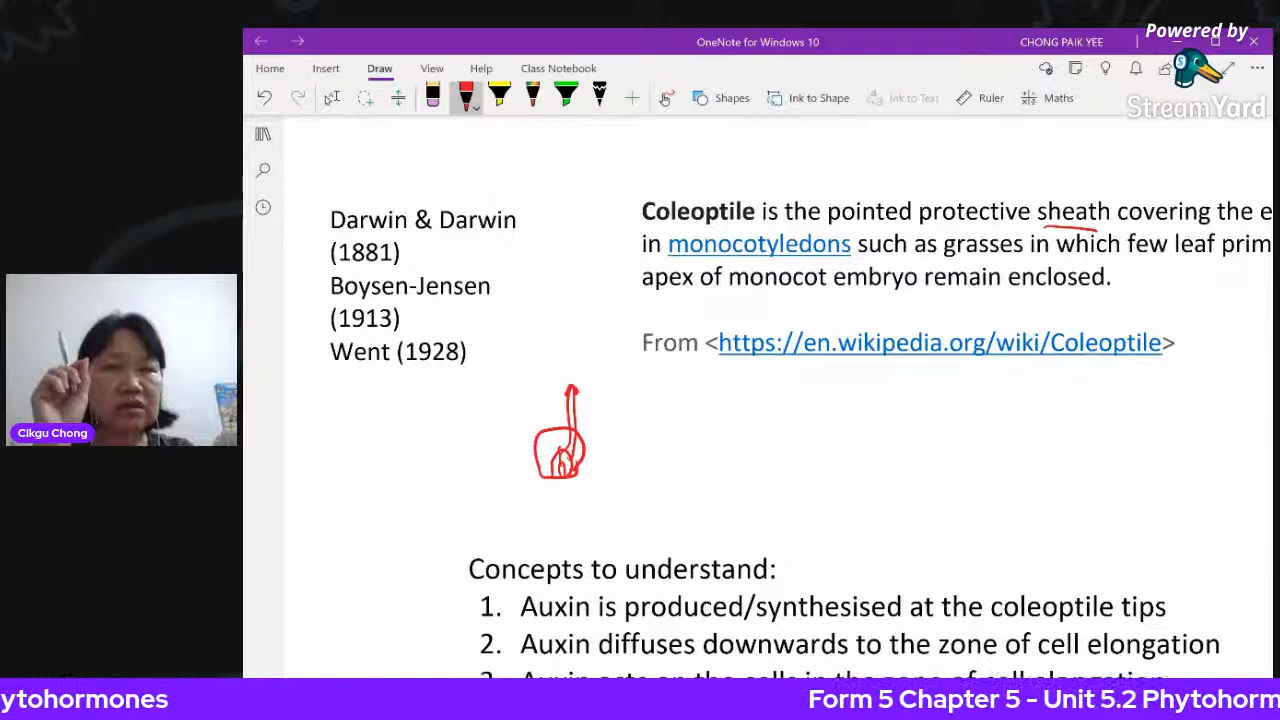 Powered by
StreamYard
OneNote for Windows 10
CHONG PAIK YEE
Home Insert Draw View Help Class Notebook
Shapes Ink to Shape Ink to Text Ruler Maths
Darwin & Darwin
(1881)
Boysen-Jensen
(1913)
Went (1928)
Coleoptile is the pointed protective sheath covering the e
in monocotyledons such as grasses in which few leaf prim
apex of monocot embryo remain enclosed.
From <https://en.wikipedia.org/wiki/Coleoptile>
Cikgu Chong
Concepts to understand:
1. Auxin is produced/synthesised at the coleoptile tips
2. Auxin diffuses downwards to the zone of cell elongation
ytohormones
Form 5 Chapter 5 - Unit 5.2 Phytohorm